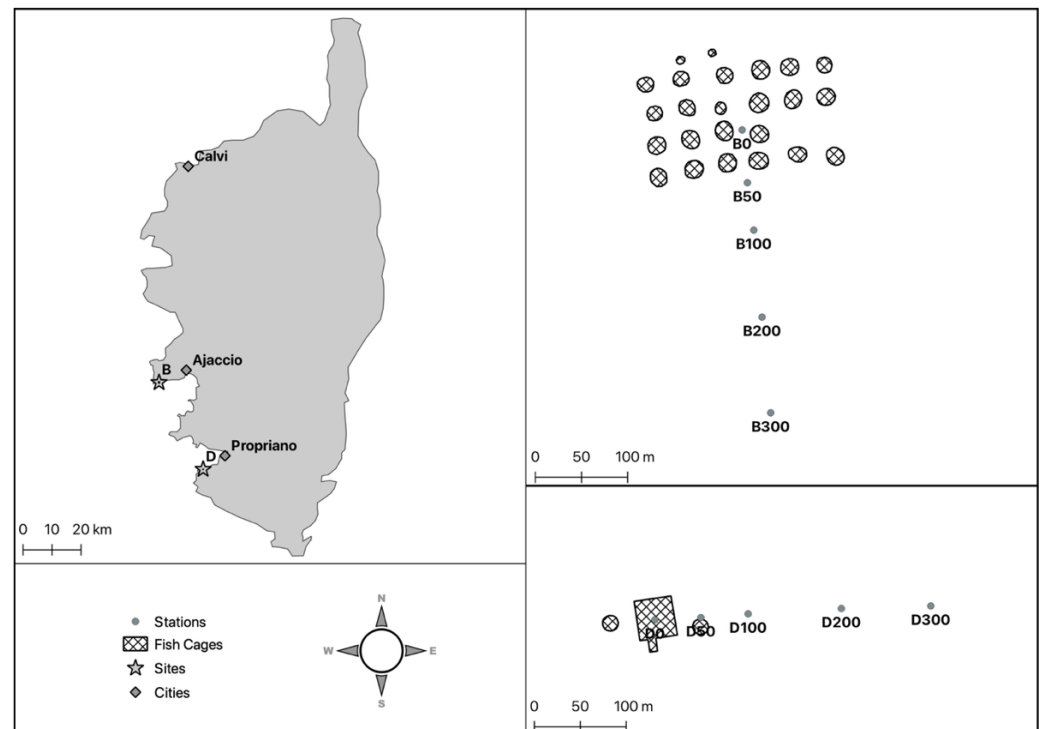 Calvi
B
Ajaccio
D
Propriano
0 10 20 km
Stations
Fish Cages
Sites
Cities
N
W
E
S
B0
B50
B100
B200
B300
0 50 100 m
D0
D50
D100
D200
D300
0 50 100 m